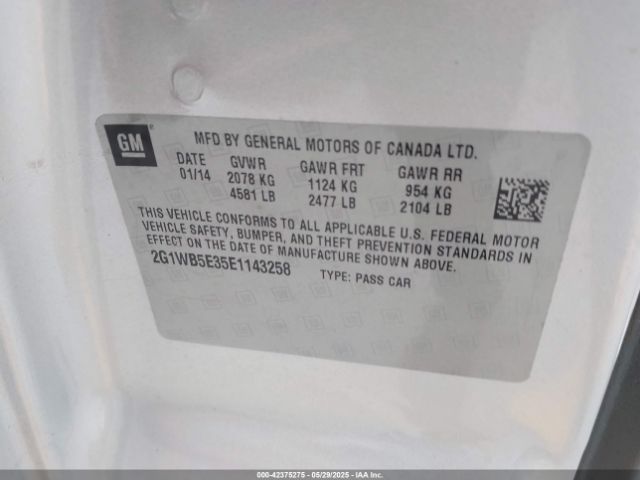 GM
MFD BY GENERAL MOTORS OF CANADA LTD.
DATE GVWR GAWR FRT GAWR RR
01/14 2078 KG 1124 KG 954 KG
4581 LB 2477 LB 2104 LB
THIS VEHICLE CONFORMS TO ALL APPLICABLE U.S. FEDERAL MOTOR
VEHICLE SAFETY, BUMPER, AND THEFT PREVENTION STANDARDS IN
EFFECT ON THE DATE OF MANUFACTURE SHOWN ABOVE.
2G1WB5E35E1143258 TYPE: PASS CAR
000-42375275 - 05/29/2025 - IAA Inc.